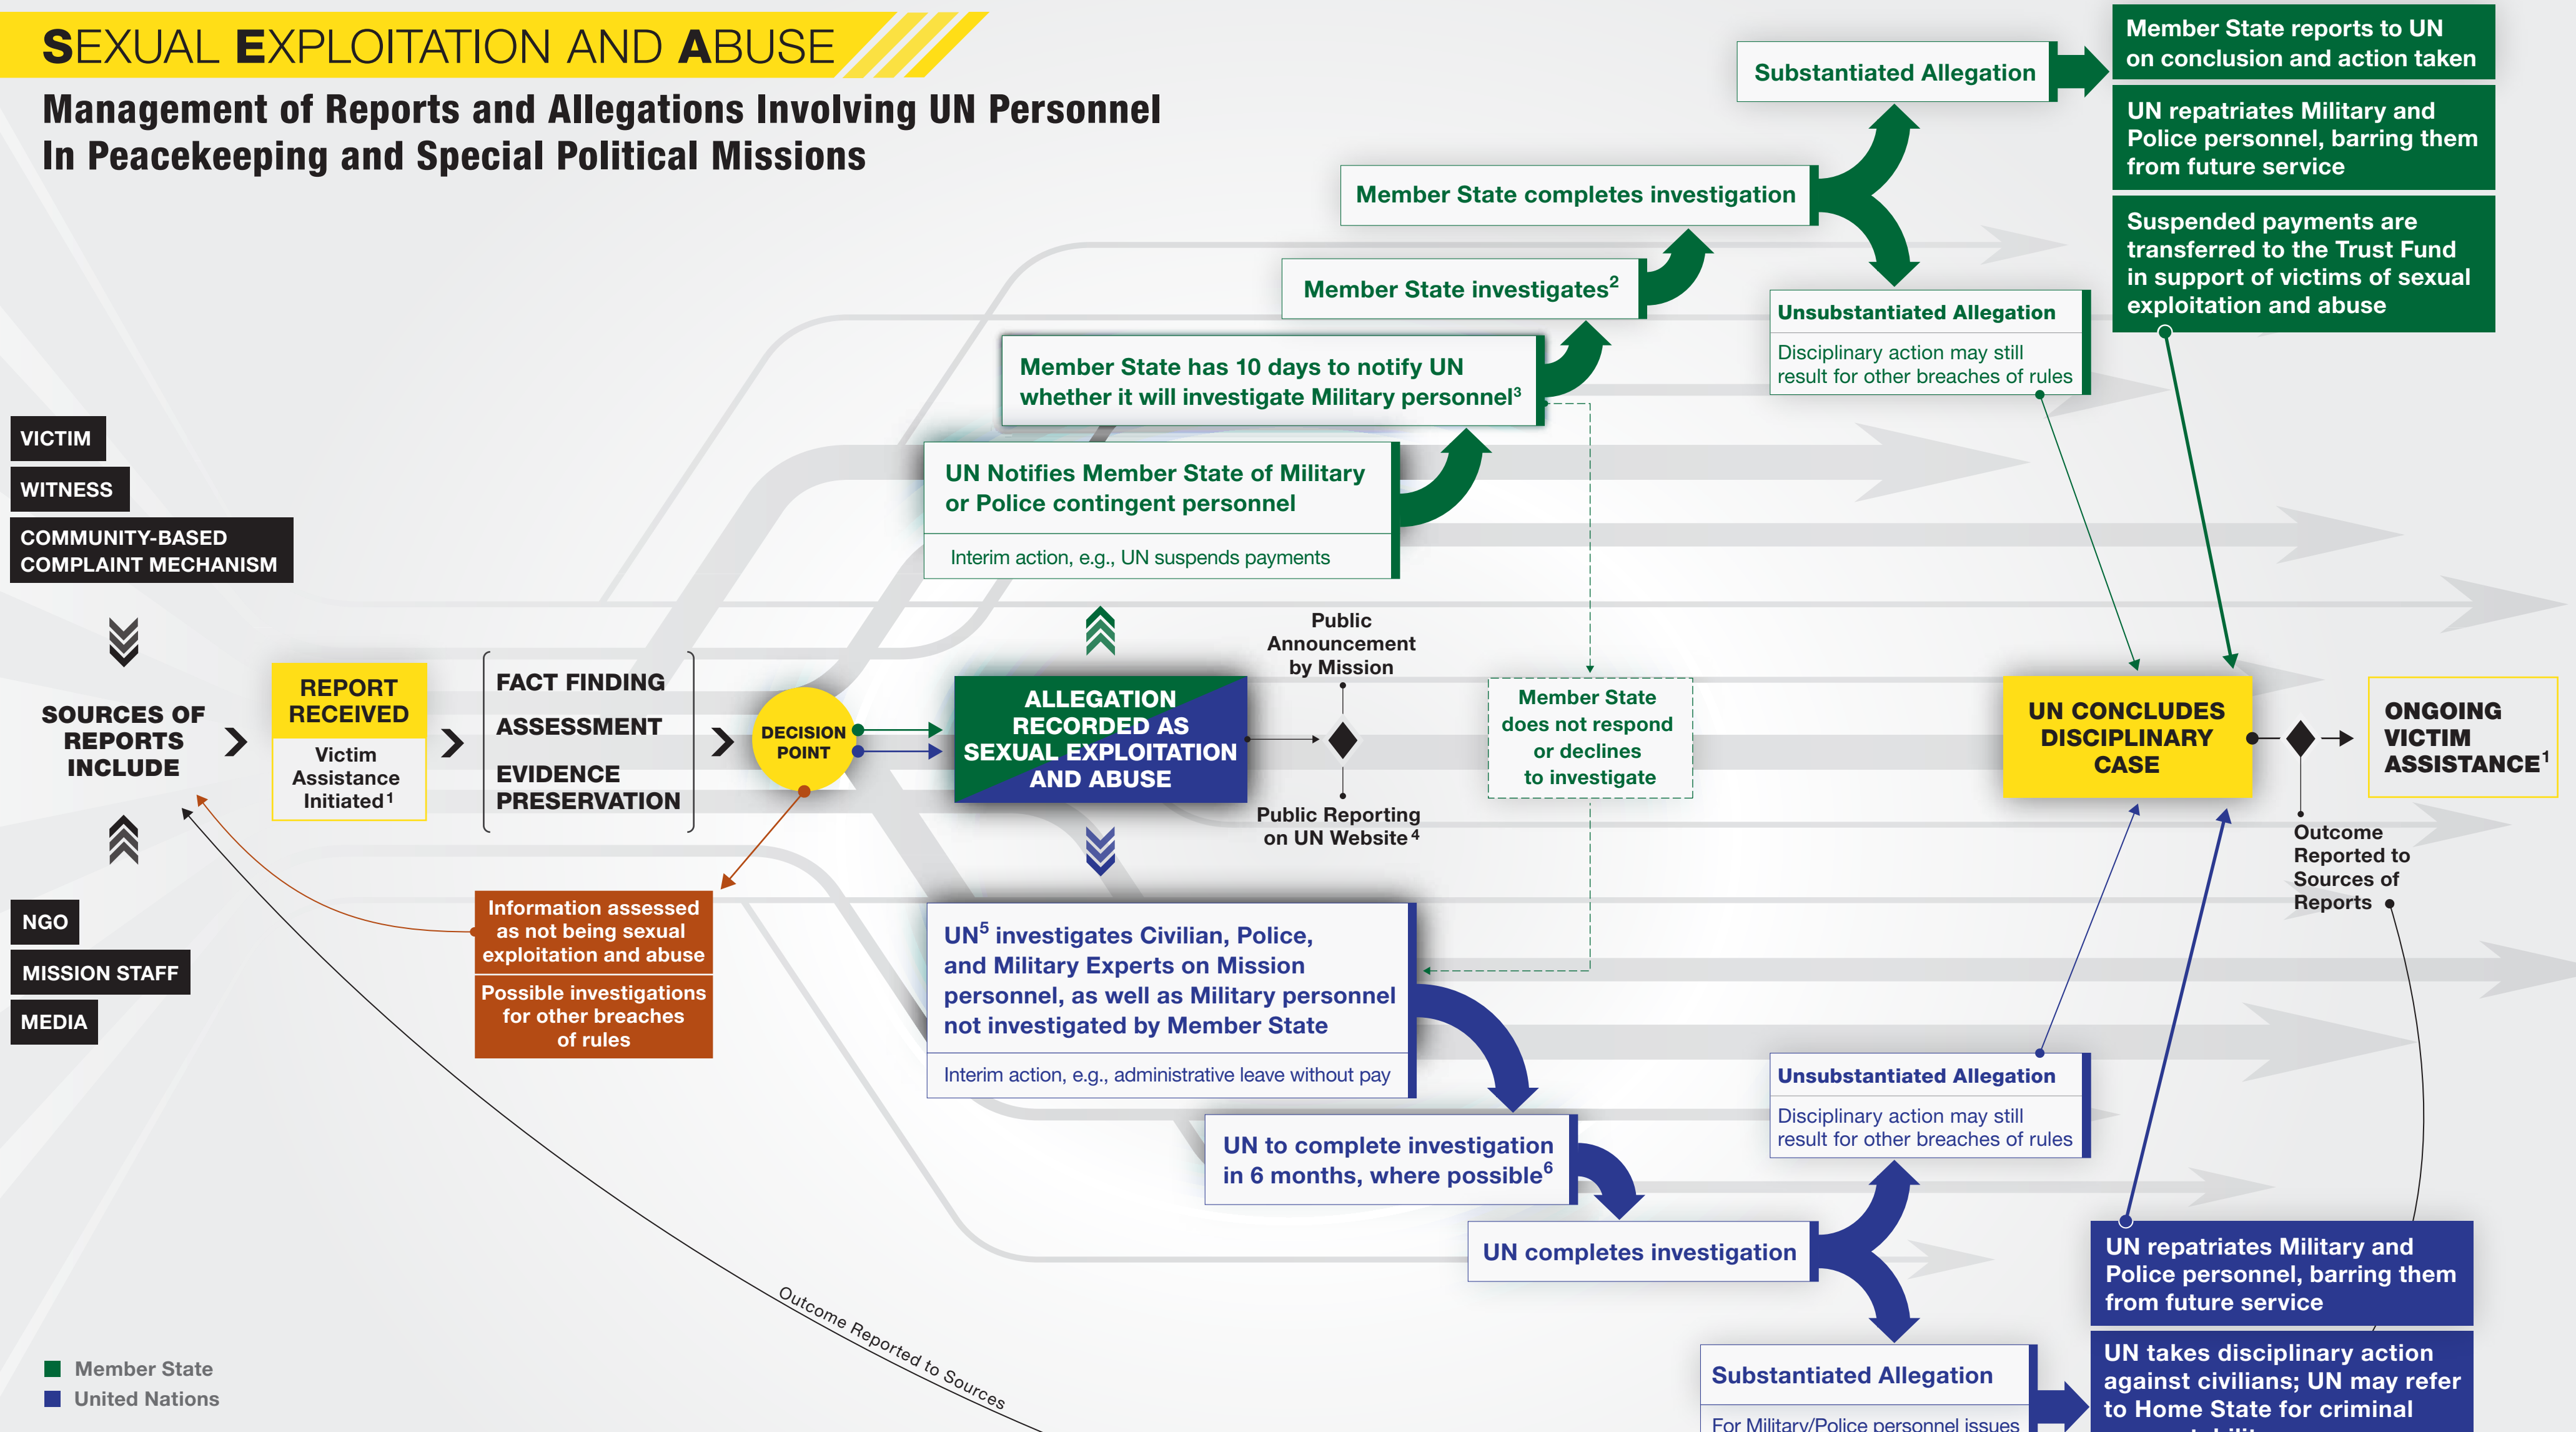 SEXUAL EXPLOITATION AND ABUSE
Management of Reports and Allegations Involving UN Personnel
In Peacekeeping and Special Political Missions
VICTIM
WITNESS
COMMUNITY-BASED
COMPLAINT MECHANISM
SOURCES OF
REPORTS
INCLUDE
NGO
MISSION STAFF
MEDIA
REPORT
RECEIVED
Victim
Assistance
Initiated¹
FACT FINDING
ASSESSMENT
EVIDENCE
PRESERVATION
DECISION
POINT
Information assessed
as not being sexual
exploitation and abuse
Possible investigations
for other breaches
of rules
ALLEGATION
RECORDED AS
SEXUAL EXPLOITATION
AND ABUSE
Public
Announcement
by Mission
Public Reporting
on UN Website⁴
UN Notifies Member State of Military
or Police contingent personnel
Interim action, e.g., UN suspends payments
Member State has 10 days to notify UN
whether it will investigate Military personnel³
Member State investigates²
Member State completes investigation
Substantiated Allegation
Unsubstantiated Allegation
Disciplinary action may still
result for other breaches of rules
Member State reports to UN
on conclusion and action taken
UN repatriates Military and
Police personnel, barring them
from future service
Suspended payments are
transferred to the Trust Fund
in support of victims of sexual
exploitation and abuse
Member State
does not respond
or declines
to investigate
UN⁵ investigates Civilian, Police,
and Military Experts on Mission
personnel, as well as Military personnel
not investigated by Member State
Interim action, e.g., administrative leave without pay
UN to complete investigation
in 6 months, where possible⁶
UN completes investigation
Unsubstantiated Allegation
Disciplinary action may still
result for other breaches of rules
Substantiated Allegation
For Military/Police personnel issues
UN repatriates Military and
Police personnel, barring them
from future service
UN takes disciplinary action
against civilians; UN may refer
to Home State for criminal
UN CONCLUDES
DISCIPLINARY
CASE
ONGOING
VICTIM
ASSISTANCE¹
Outcome
Reported to
Sources of
Reports
Outcome Reported to Sources
Member State
United Nations